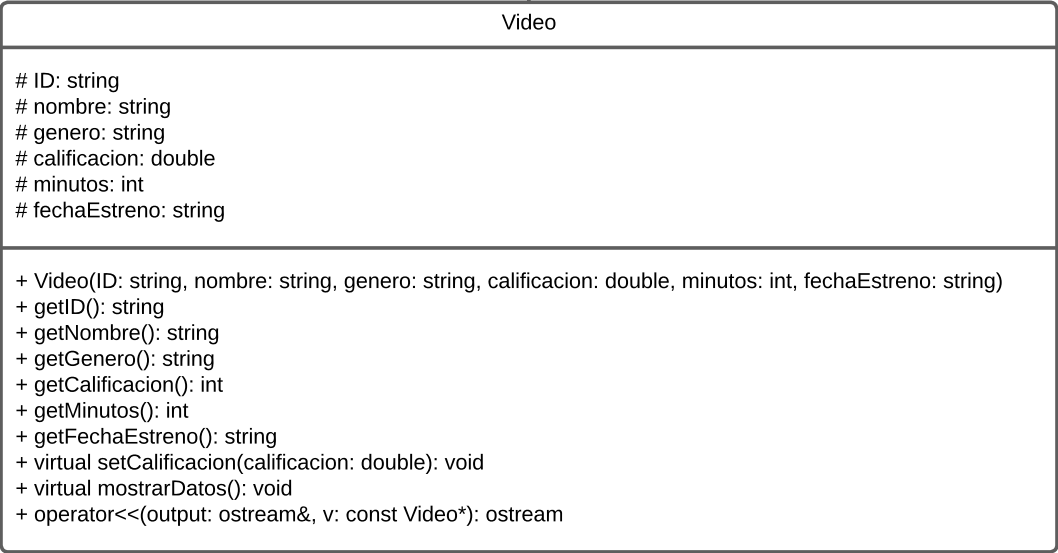 Video
# ID: string
# nombre: string
# genero: string
# calificacion: double
# minutos: int
# fechaEstreno: string
+ Video(ID: string, nombre: string, genero: string, calificacion: double, minutos: int, fechaEstreno: string)
+ getID(): string
+ getNombre(): string
+ getGenero(): string
+ getCalificacion(): int
+ getMinutos(): int
+ getFechaEstreno(): string
+ virtual setCalificacion(calificacion: double): void
+ virtual mostrarDatos(): void
+ operator<<(output: ostream&, v: const Video*): ostream